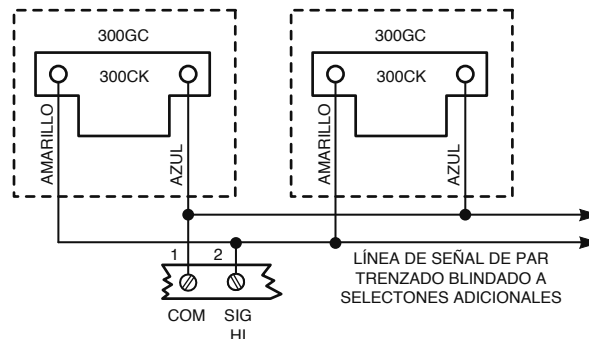 300GC
300CK
AMARILLO
AZUL
300GC
300CK
AMARILLO
AZUL
1 2
COM SIG
HI
LÍNEA DE SEÑAL DE PAR
TRENZADO BLINDADO A
SELECTONES ADICIONALES